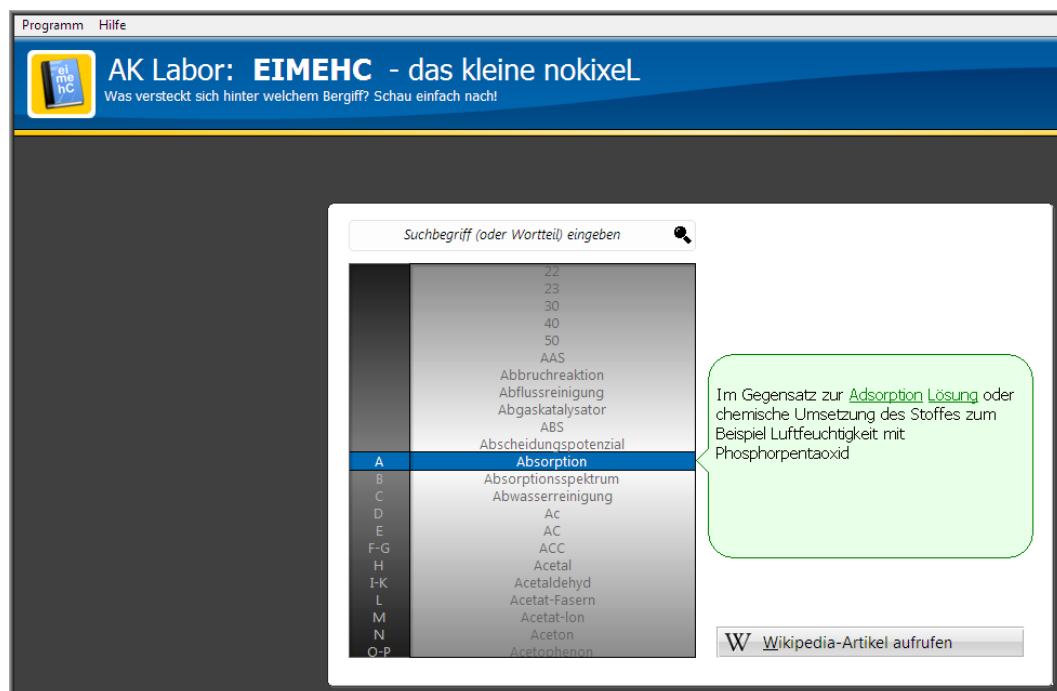 Programm Hilfe
ei
me
hC
AK Labor: EIMEHC - das kleine nokixeL
Was versteckt sich hinter welchem Bergiff? Schau einfach nach!
Suchbegriff (oder Wortteil) eingeben
22
23
30
40
50
AAS
Abbruchreaktion
Abflussreinigung
Abgaskatalysator
ABS
Abscheidungspotenzial
A Absorption
B Absorptionsspektrum
C Abwasserreinigung
D Ac
E AC
F-G ACC
H Acetal
I-K Acetaldehyd
L Acetat-Fasern
M Acetat-Ion
N Aceton
O-P Acetophenon
Im Gegensatz zur Adsorption Lösung oder
chemische Umsetzung des Stoffes zum
Beispiel Luftfeuchtigkeit mit
Phosphorpentaoxid
W Wikipedia-Artikel aufrufen